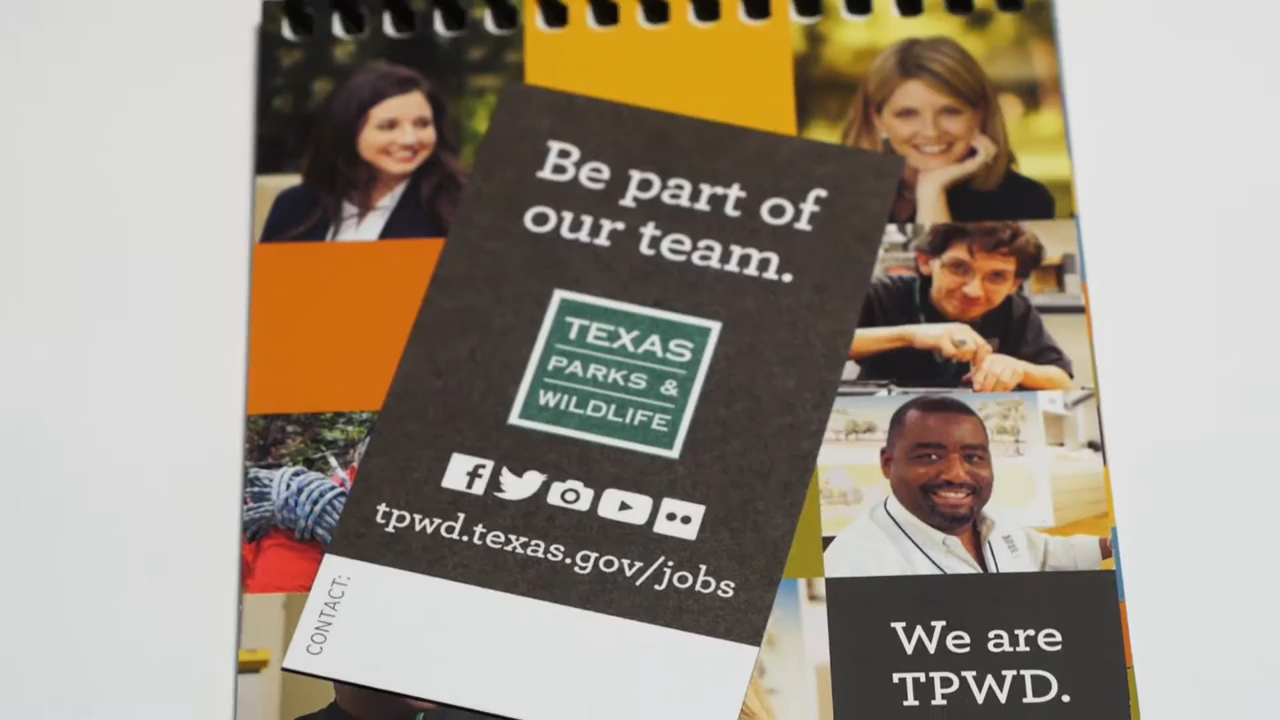 Be part of
our team.
TEXAS
PARKS &
WILDLIFE
tpwd.texas.gov/jobs
CONTACT:
We are
TPWD.